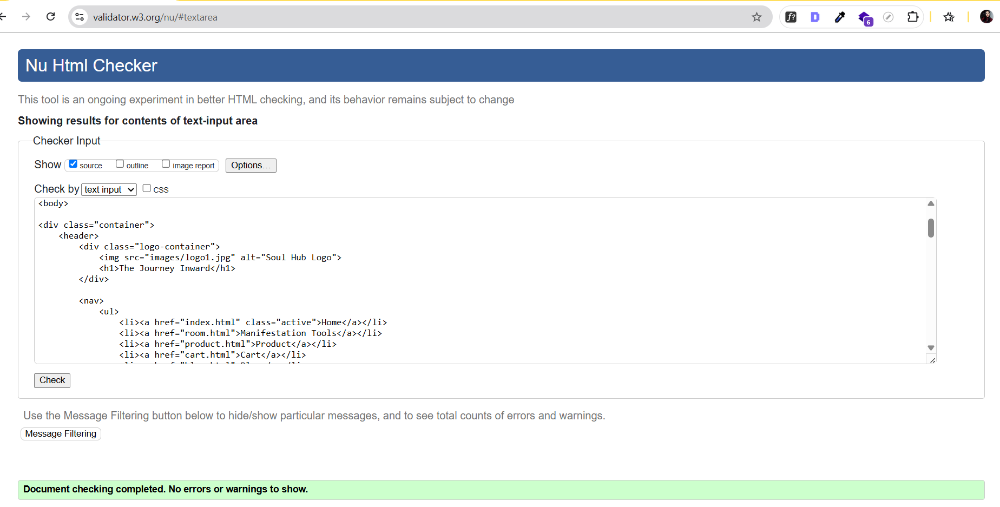 validator.w3.org/nu/#textarea
f?
D
6
Nu Html Checker
This tool is an ongoing experiment in better HTML checking, and its behavior remains subject to change
Showing results for contents of text-input area
Checker Input
Show source outline image report Options…
Check by text input CSS
<body>
<div class="container">
<header>
<div class="logo-container">
<img src="images/logo1.jpg" alt="Soul Hub Logo">
<h1>The Journey Inward</h1>
</div>
<nav>
<ul>
<li><a href="index.html" class="active">Home</a></li>
<li><a href="room.html">Manifestation Tools</a></li>
<li><a href="product.html">Product</a></li>
<li><a href="cart.html">Cart</a></li>
Check
Use the Message Filtering button below to hide/show particular messages, and to see total counts of errors and warnings.
Message Filtering
Document checking completed. No errors or warnings to show.